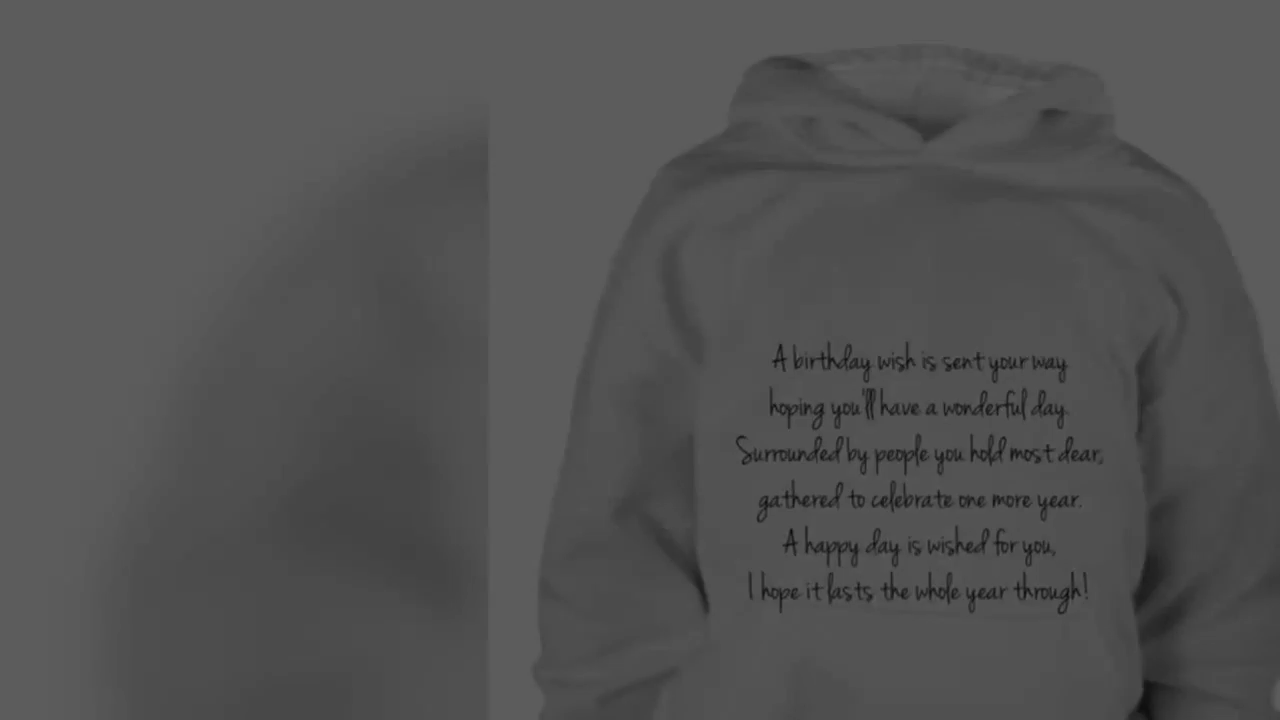 A birthday wish is sent your way
hoping you'll have a wonderful day.
Surrounded by people you hold most dear,
gathered to celebrate one more year.
A happy day is wished for you,
I hope it lasts the whole year through!